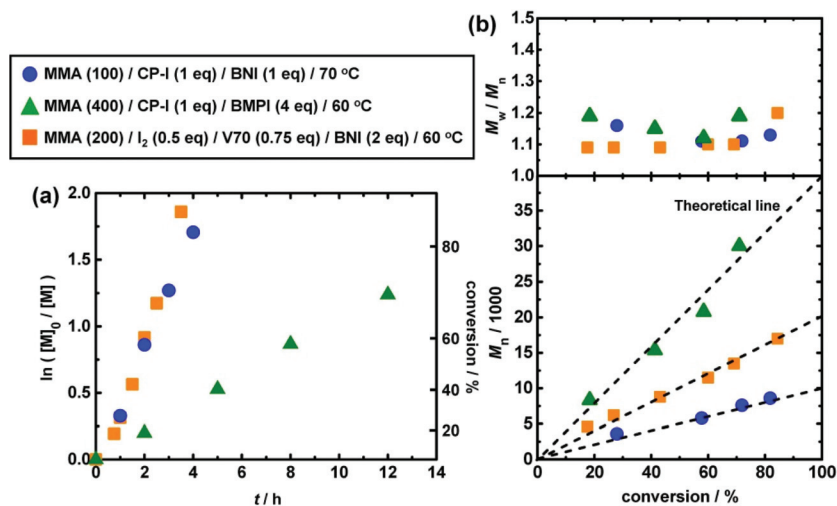 MMA (100) / CP-I (1 eq) / BNI (1 eq) / 70 °C
MMA (400) / CP-I (1 eq) / BMPI (4 eq) / 60 °C
MMA (200) / I₂ (0.5 eq) / V70 (0.75 eq) / BNI (2 eq) / 60 °C
(a)
2.0
1.5
1.0
0.5
0.0
ln ( [M]₀ / [M] )
80
60
40
20
conversion / %
0 2 4 6 8 10 12 14
t / h
(b)
1.5
1.4
1.3
1.2
1.1
1.0
Mw / Mn
Theoretical line
35
30
25
20
15
10
5
0
Mn / 1000
20 40 60 80 100
conversion / %